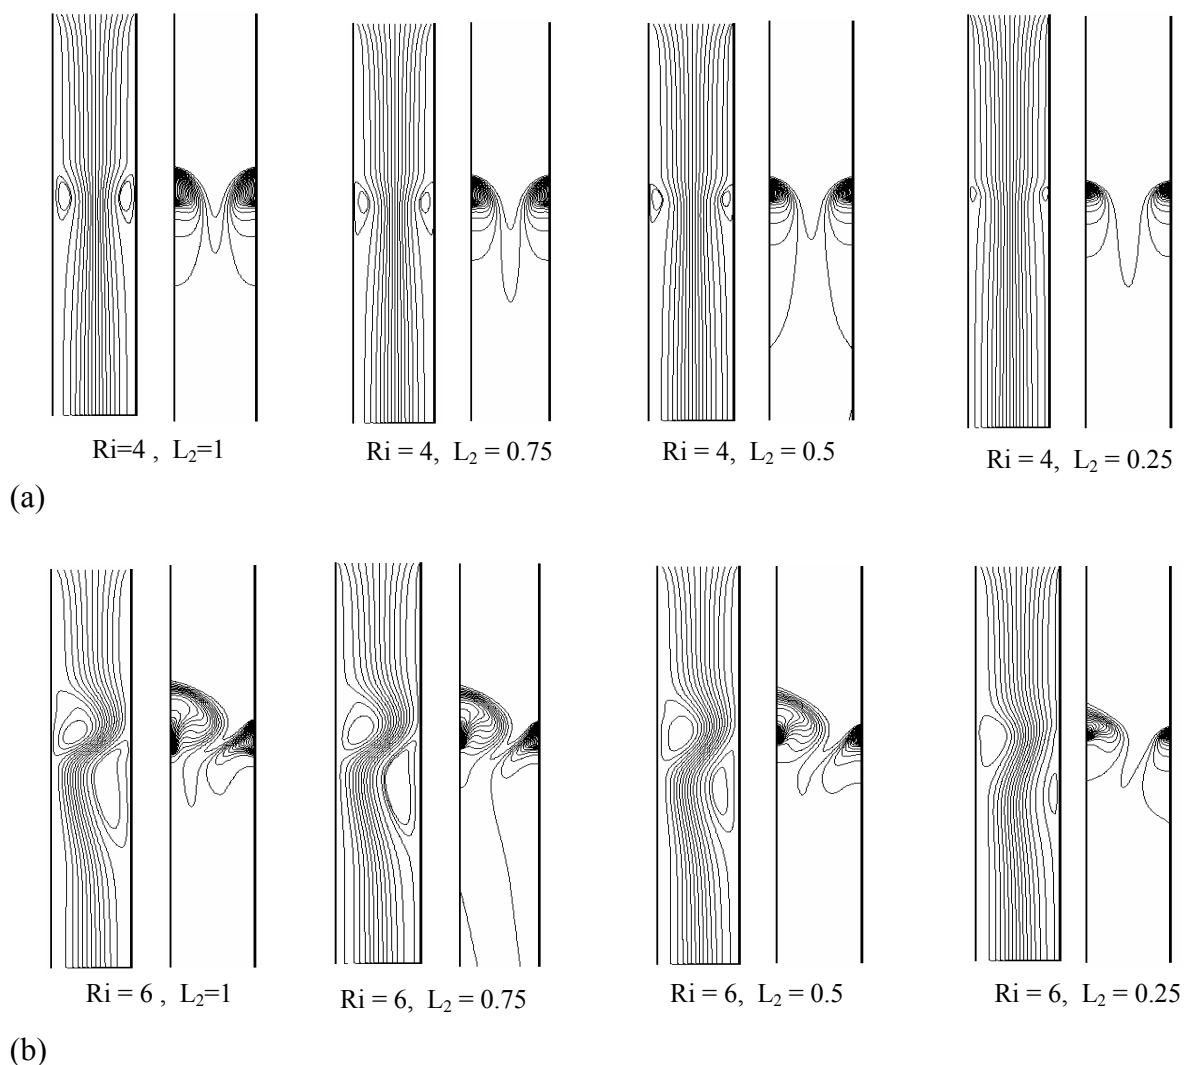 Ri=4 , L₂=1
Ri = 4, L₂ = 0.75
Ri = 4, L₂ = 0.5
Ri = 4, L₂ = 0.25
(a)
Ri = 6 , L₂=1
Ri = 6, L₂ = 0.75
Ri = 6, L₂ = 0.5
Ri = 6, L₂ = 0.25
(b)